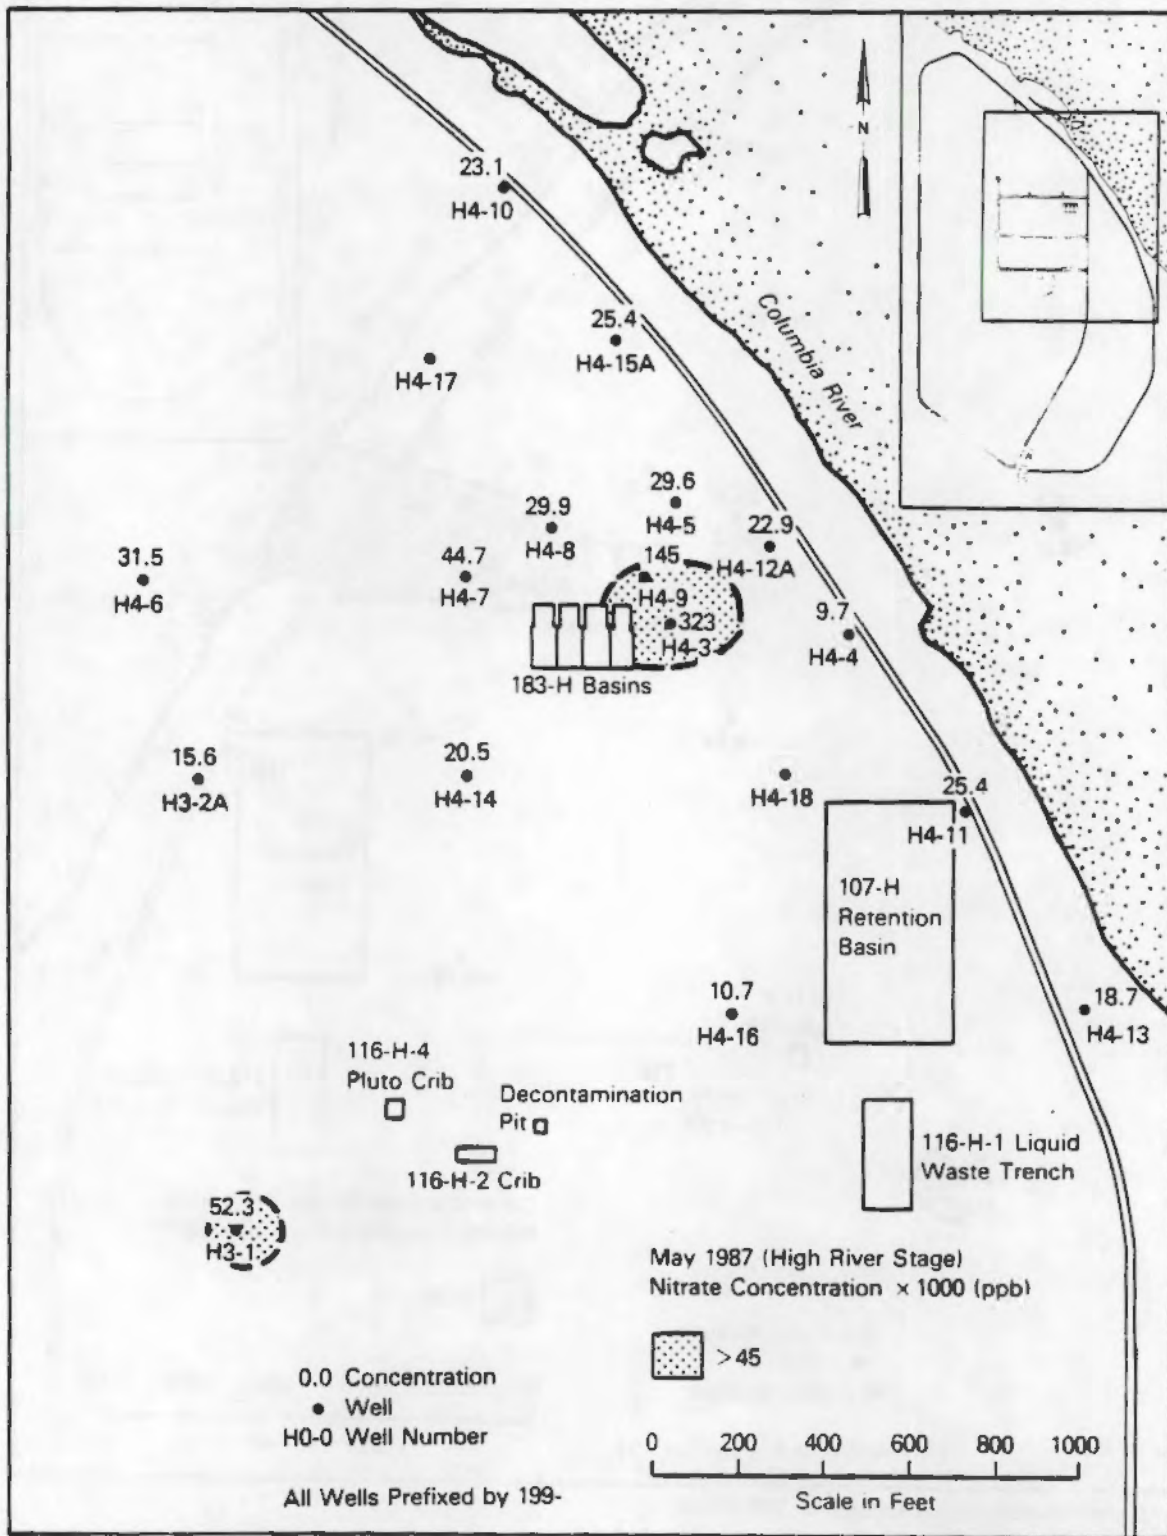 N
23.1
H4-10
Columbia River
25.4
H4-15A
H4-17
29.6
H4-5
29.9
H4-8
22.9
H4-12A
31.5
H4-6
44.7
H4-7
145
H4-9
323
H4-3
9.7
H4-4
183-H Basins
15.6
H3-2A
20.5
H4-14
H4-18
25.4
H4-11
107-H
Retention
Basin
10.7
H4-16
18.7
H4-13
116-H-4
Pluto Crib
Decontamination
Pit
116-H-2 Crib
116-H-1 Liquid
Waste Trench
52.3
H3-1
May 1987 (High River Stage)
Nitrate Concentration × 1000 (ppb)
>45
0.0 Concentration
Well
H0-0 Well Number
0 200 400 600 800 1000
Scale in Feet
All Wells Prefixed by 199-